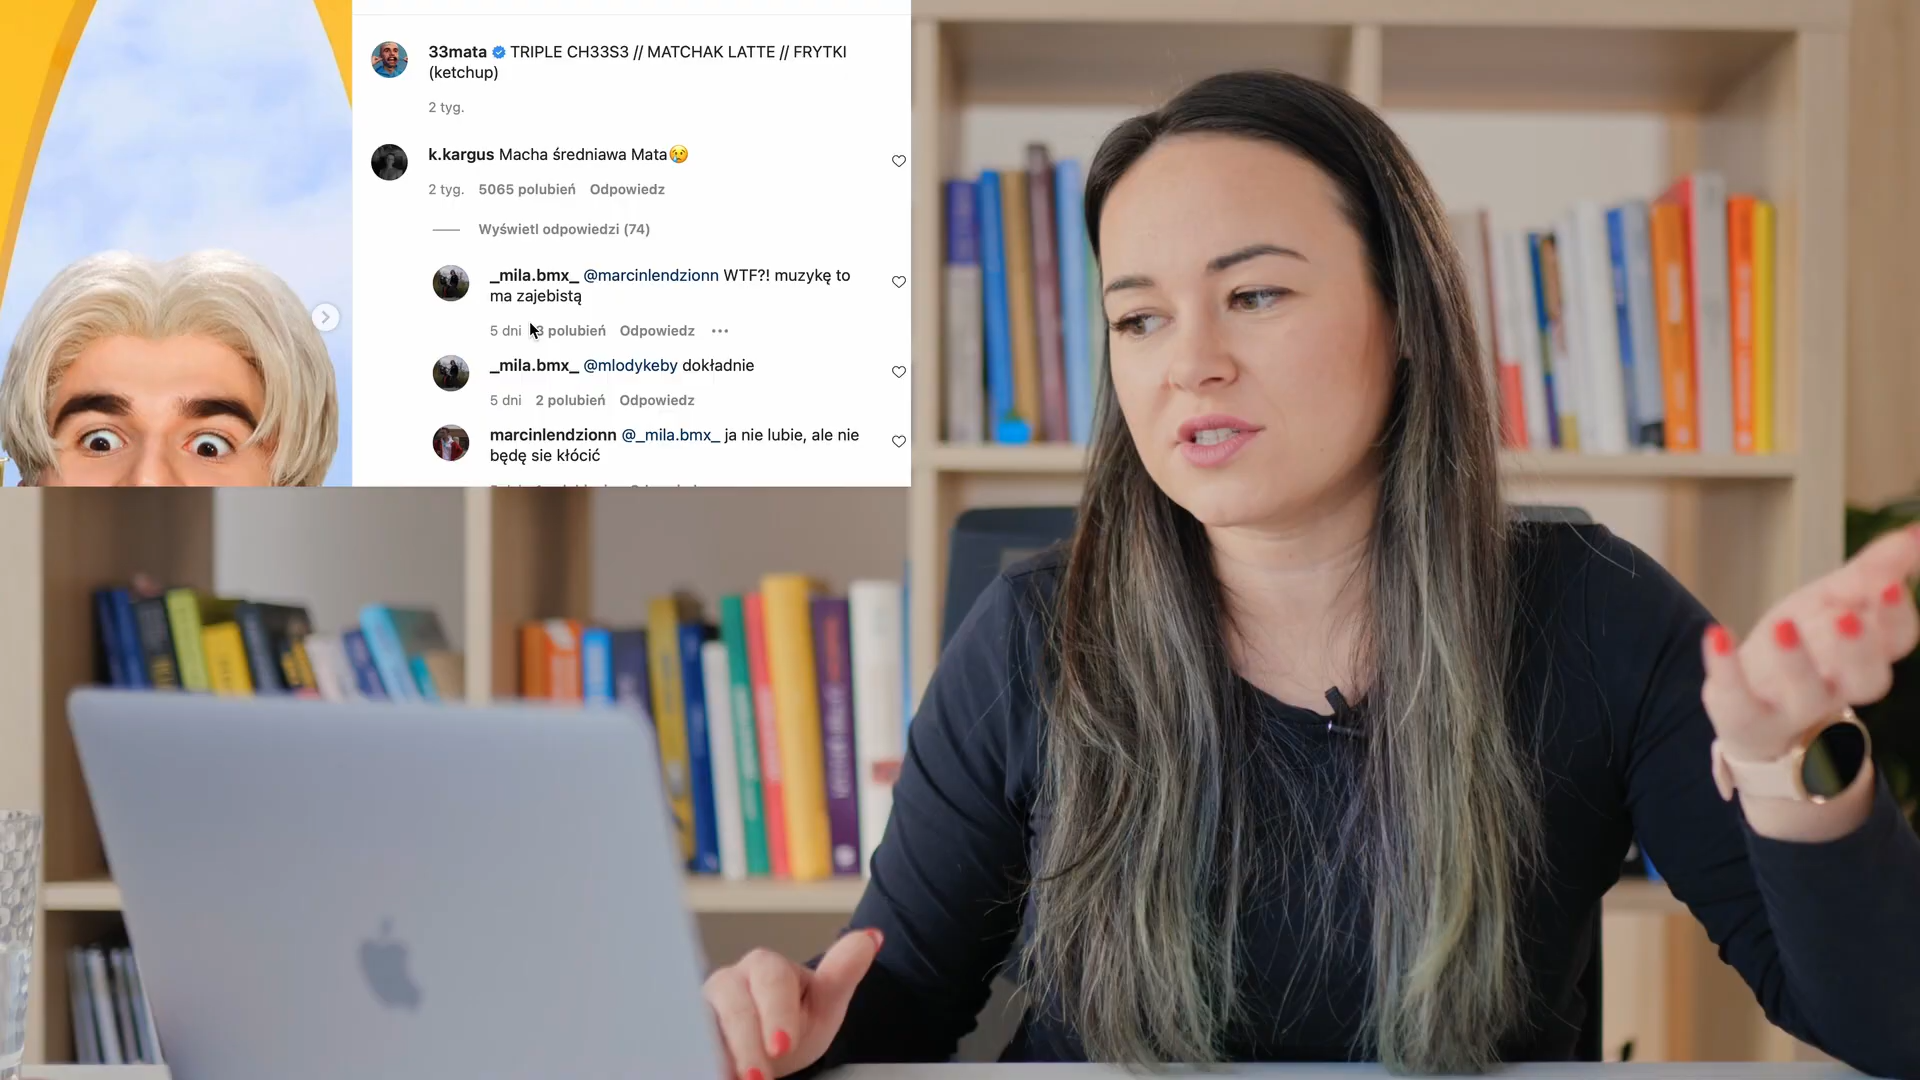 33mata TRIPLE CH33S3 // MATCHAK LATTE // FRYTKI
(ketchup)
2 tyg.
k.kargus Macha średniawa Mata😢
2 tyg. 5065 polubień Odpowiedz
Wyświetl odpowiedzi (74)
_mila.bmx_ @marcinlendzionn WTF?! muzykę to
ma zajebistą
5 dni 3 polubień Odpowiedz ...
_mila.bmx_ @mlodykeby dokładnie
5 dni 2 polubień Odpowiedz
marcinlendzionn @_mila.bmx_ ja nie lubie, ale nie
będę sie kłócić